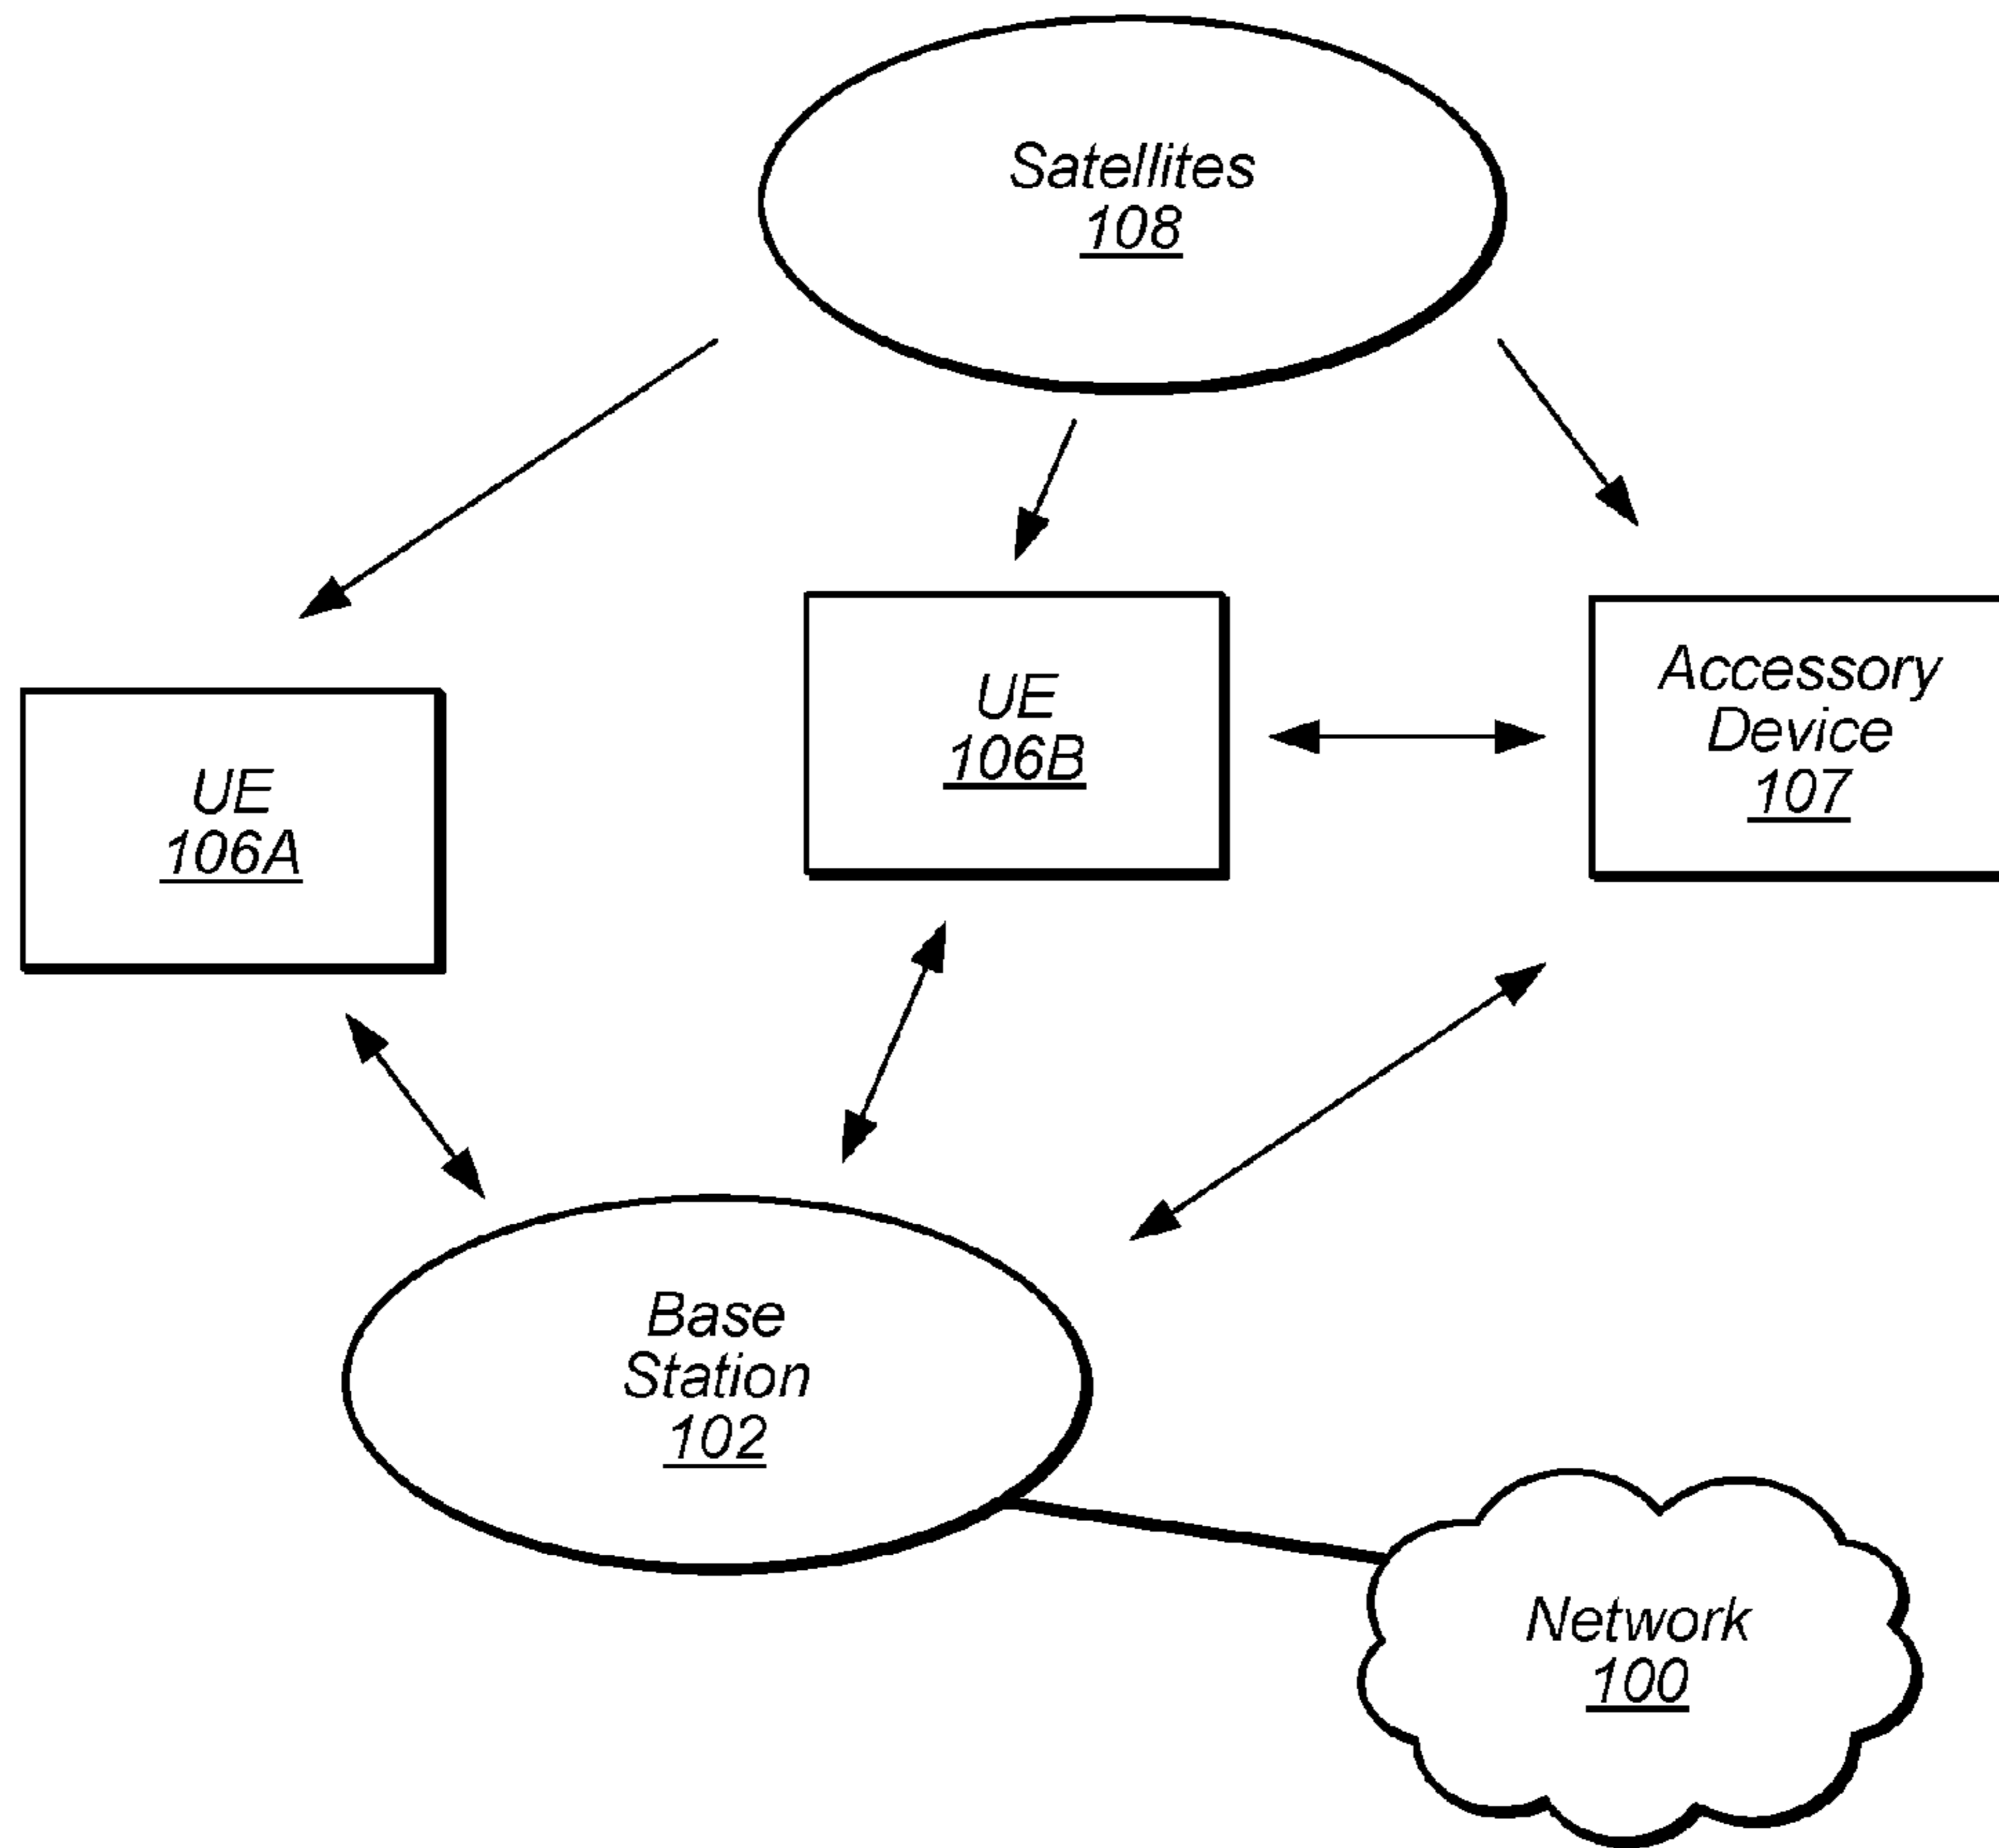 Satellites
108
UE
106A
UE
106B
Accessory
Device
107
Base
Station
102
Network
100